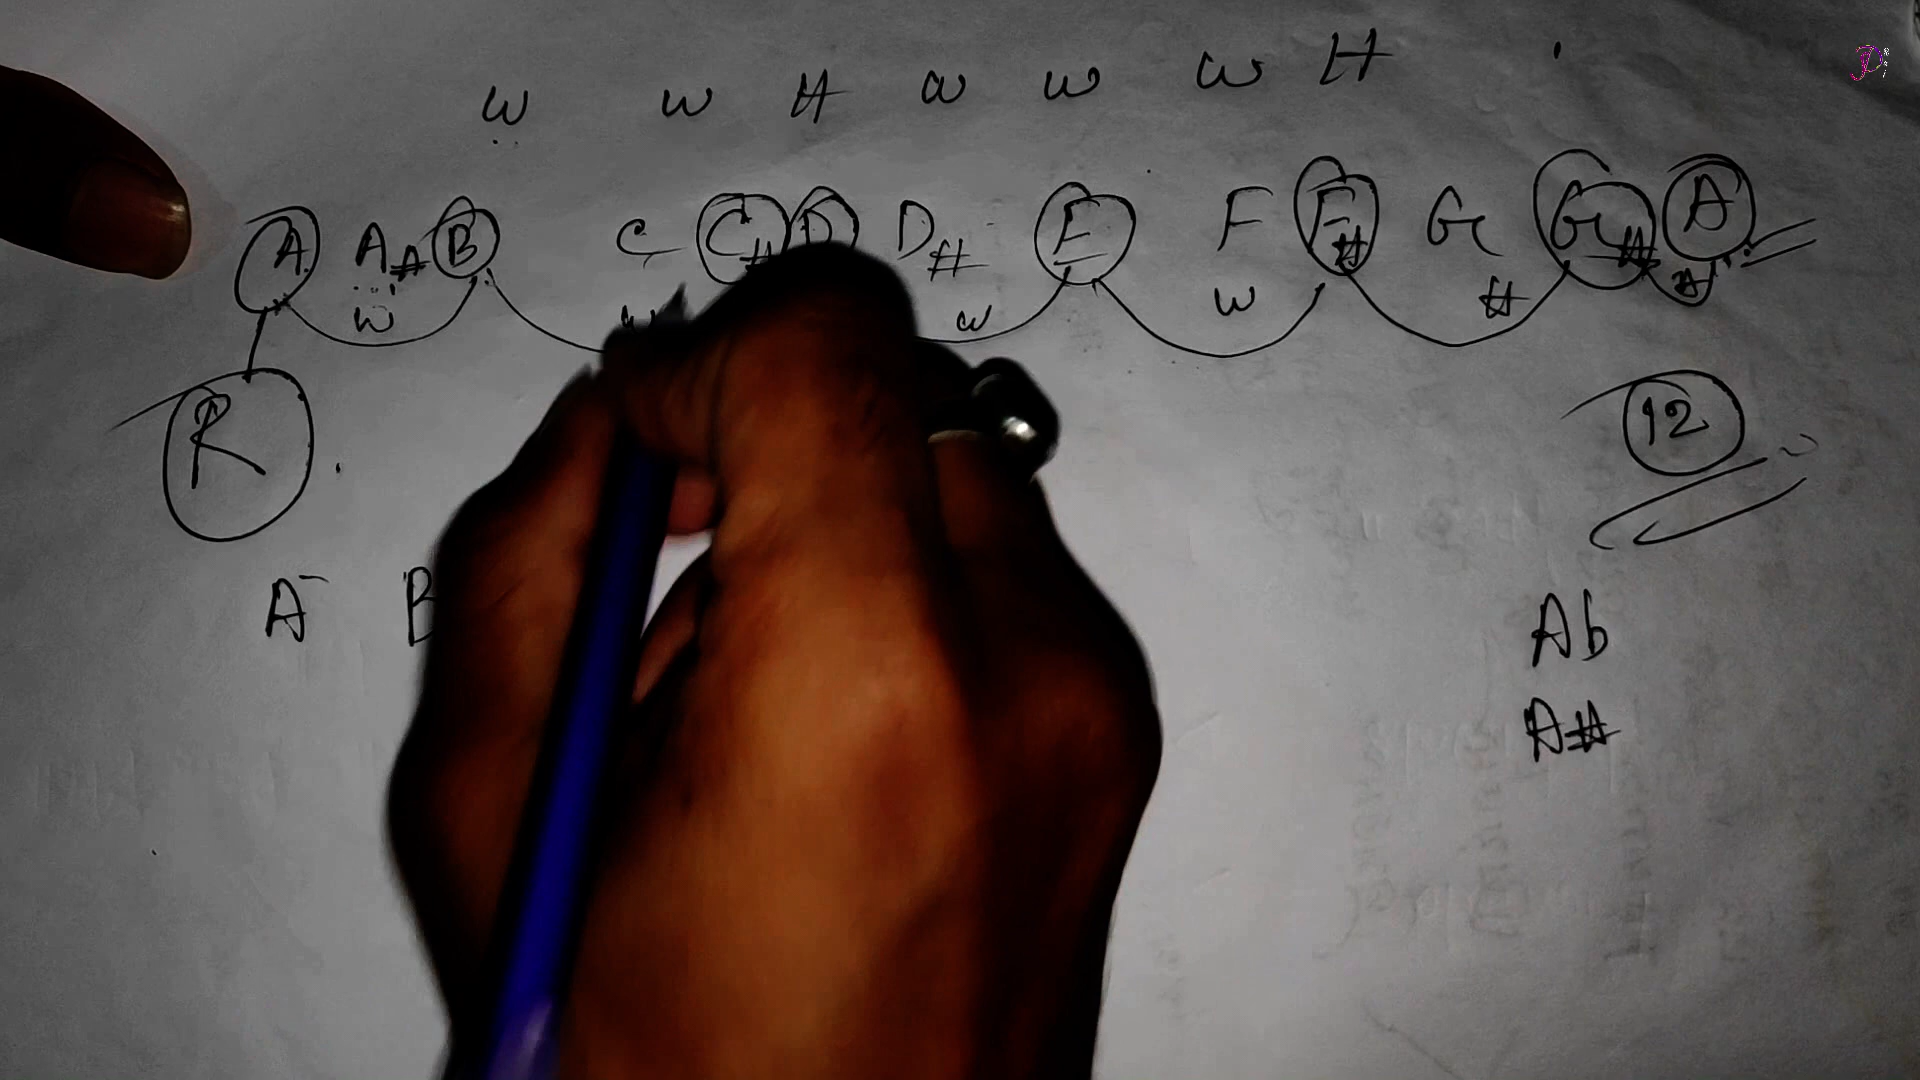 W W H W W W H
A A# B C C# D D# E F F# G G# A
W W W W H H
R 12
A B
Ab
A#